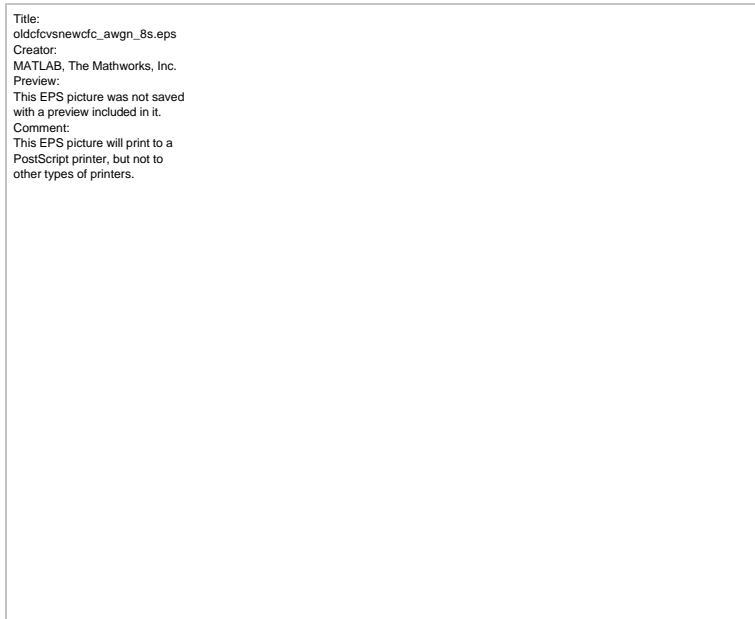 Title:
oldcfcvsnewcfc_awgn_8s.eps
Creator:
MATLAB, The Mathworks, Inc.
Preview:
This EPS picture was not saved
with a preview included in it.
Comment:
This EPS picture will print to a
PostScript printer, but not to
other types of printers.